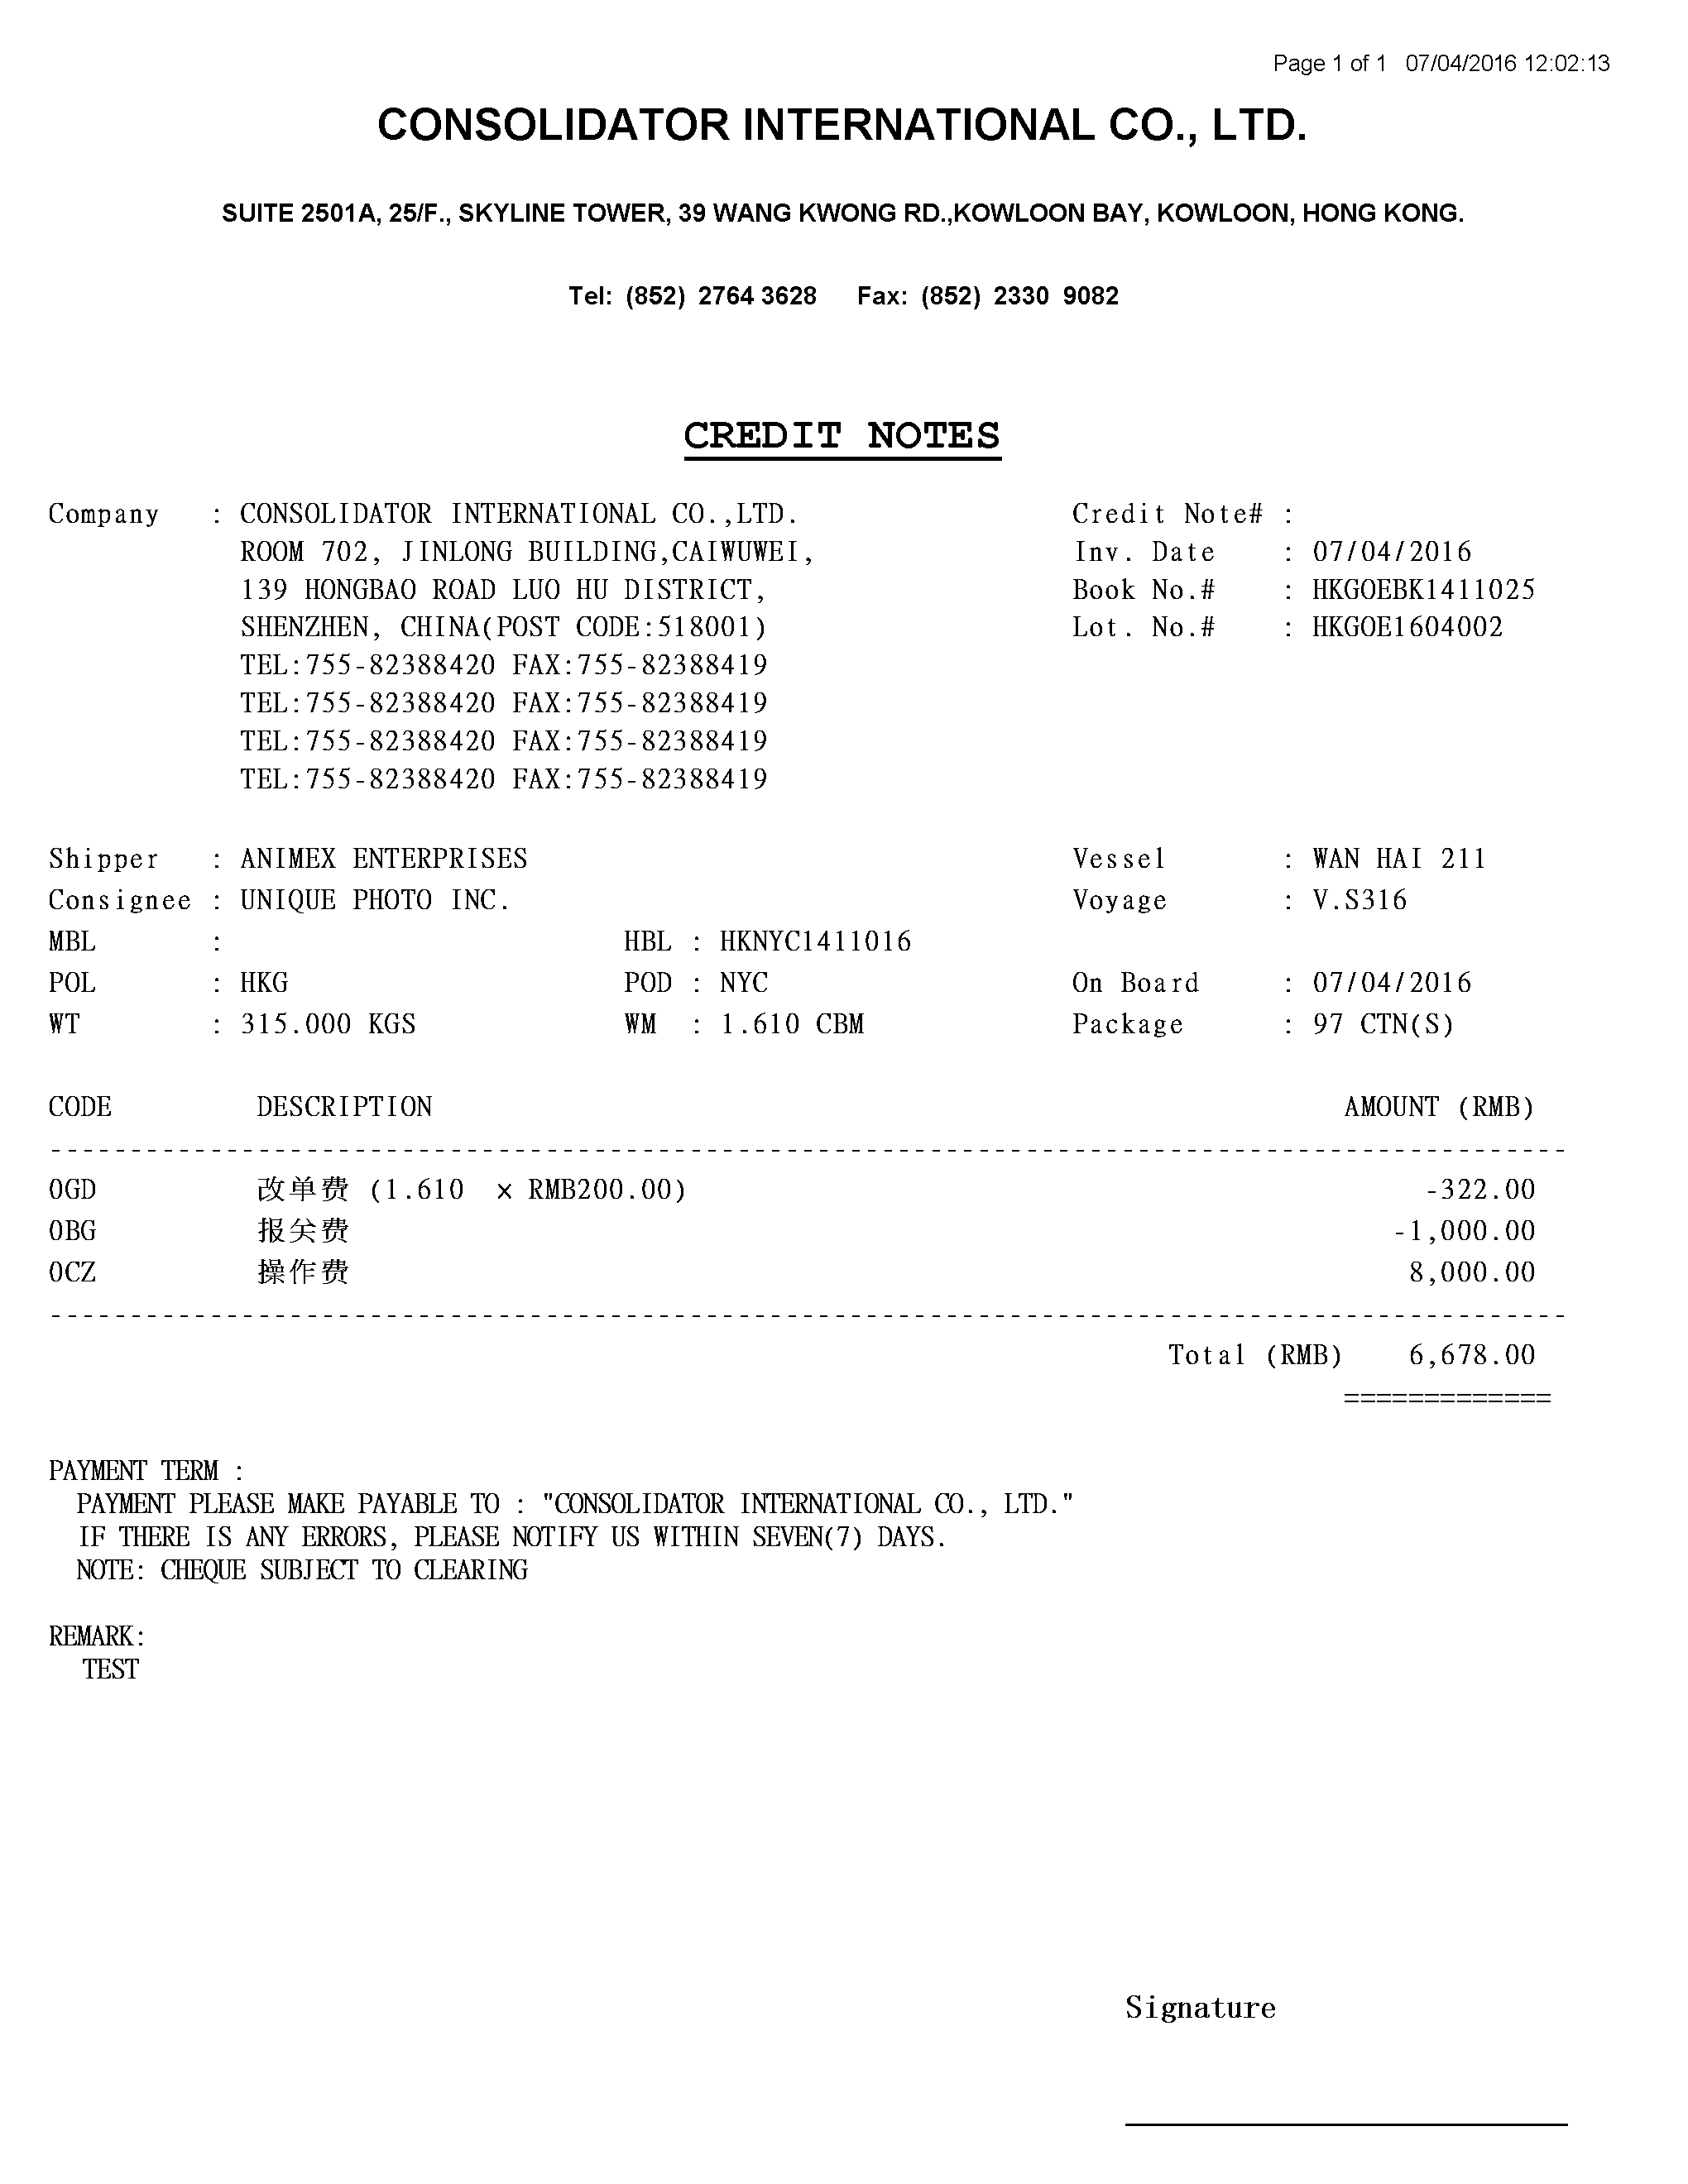 Page 1 of 1 07/04/2016 12:02:13
CONSOLIDATOR INTERNATIONAL CO., LTD.
SUITE 2501A, 25/F., SKYLINE TOWER, 39 WANG KWONG RD.,KOWLOON BAY, KOWLOON, HONG KONG.
Tel: (852) 2764 3628 Fax: (852) 2330 9082
CREDIT NOTES
Company : CONSOLIDATOR INTERNATIONAL CO.,LTD. Credit Note# :
ROOM 702, JINLONG BUILDING,CAIWUWEI, Inv. Date : 07/04/2016
139 HONGBAO ROAD LUO HU DISTRICT, Book No.# : HKGOEBK1411025
SHENZHEN, CHINA(POST CODE:518001) Lot. No.# : HKGOE1604002
TEL:755-82388420 FAX:755-82388419
TEL:755-82388420 FAX:755-82388419
TEL:755-82388420 FAX:755-82388419
TEL:755-82388420 FAX:755-82388419
Shipper : ANIMEX ENTERPRISES Vessel : WAN HAI 211
Consignee : UNIQUE PHOTO INC. Voyage : V.S316
MBL : HBL : HKNYC1411016
POL : HKG POD : NYC On Board : 07/04/2016
WT : 315.000 KGS WM : 1.610 CBM Package : 97 CTN(S)
CODE DESCRIPTION AMOUNT (RMB)
0GD 改单费 (1.610 × RMB200.00) -322.00
0BG 报关费 -1,000.00
0CZ 操作费 8,000.00
Total (RMB) 6,678.00
=============
PAYMENT TERM :
PAYMENT PLEASE MAKE PAYABLE TO : "CONSOLIDATOR INTERNATIONAL CO., LTD."
IF THERE IS ANY ERRORS, PLEASE NOTIFY US WITHIN SEVEN(7) DAYS.
NOTE: CHEQUE SUBJECT TO CLEARING
REMARK:
TEST
Signature